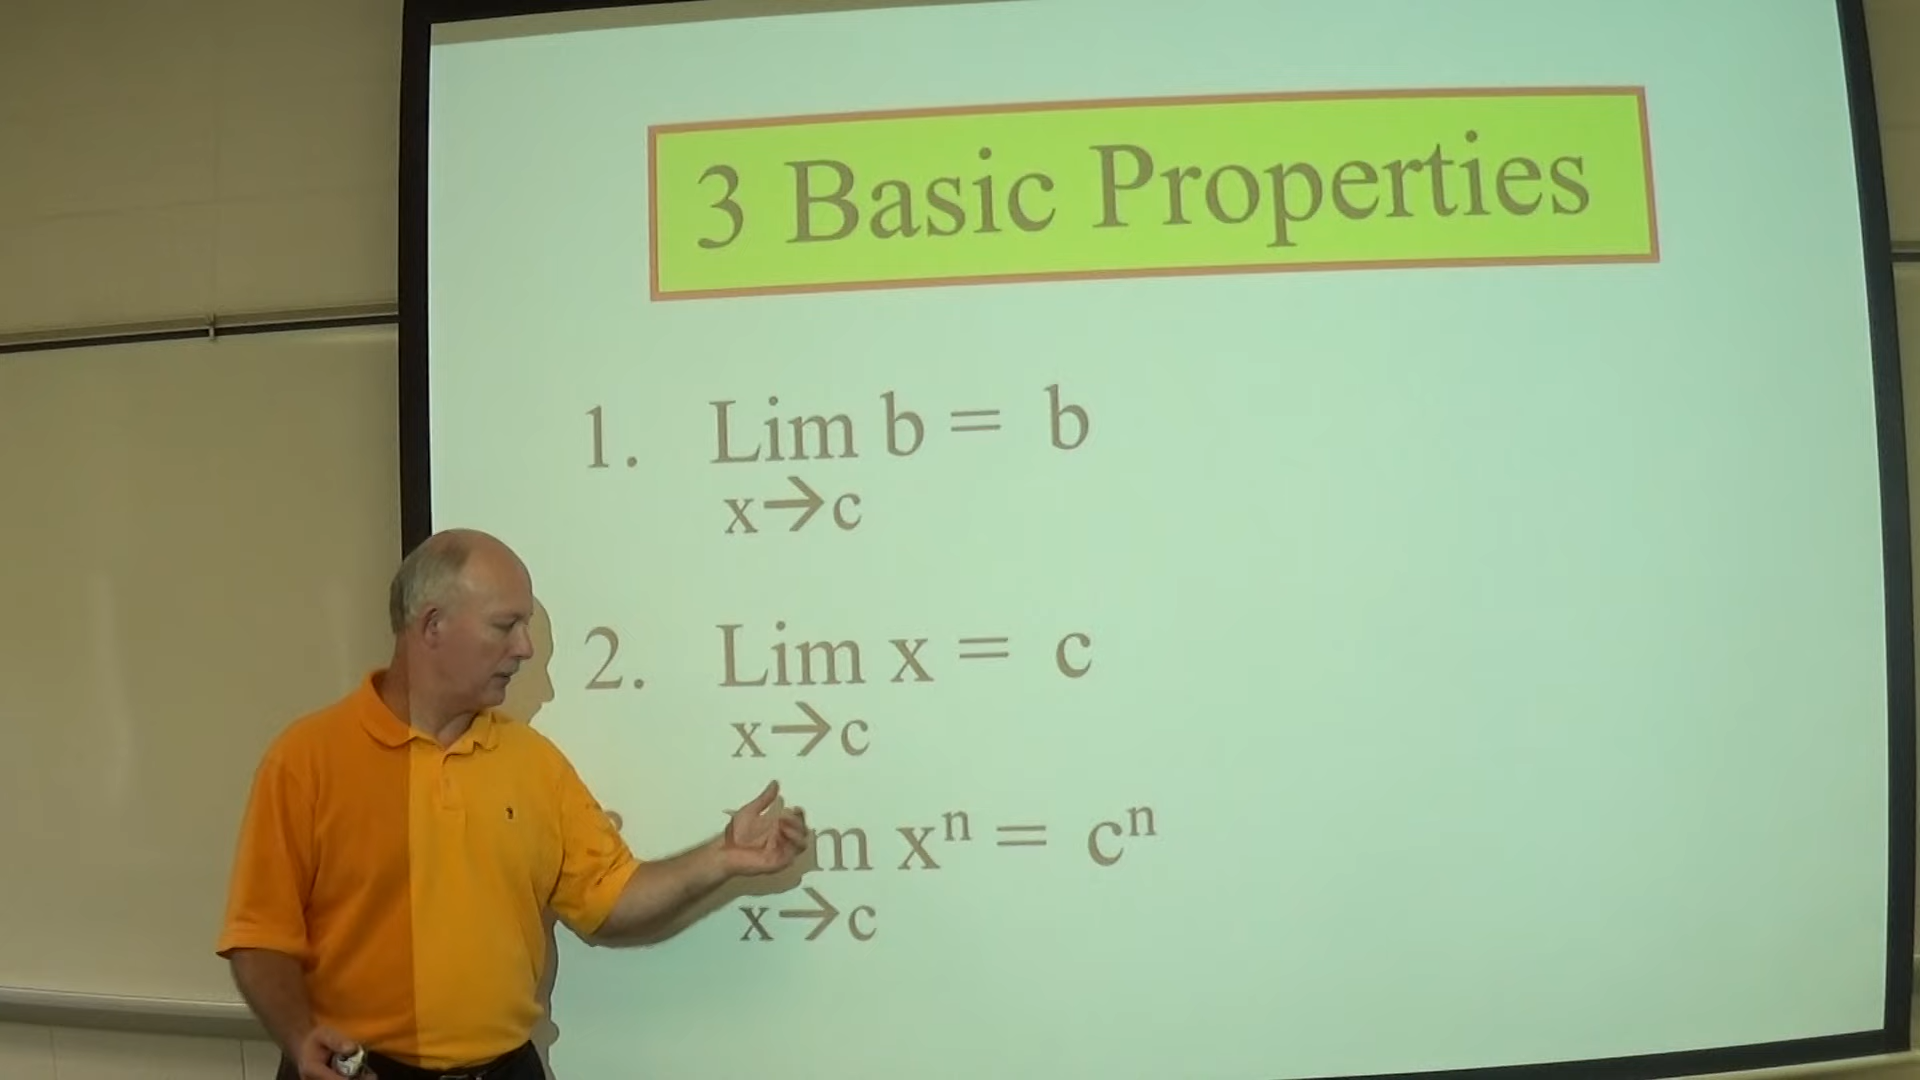 3 Basic Properties
1. Lim b = b
x→c
2. Lim x = c
x→c
xⁿ = cⁿ
x→c